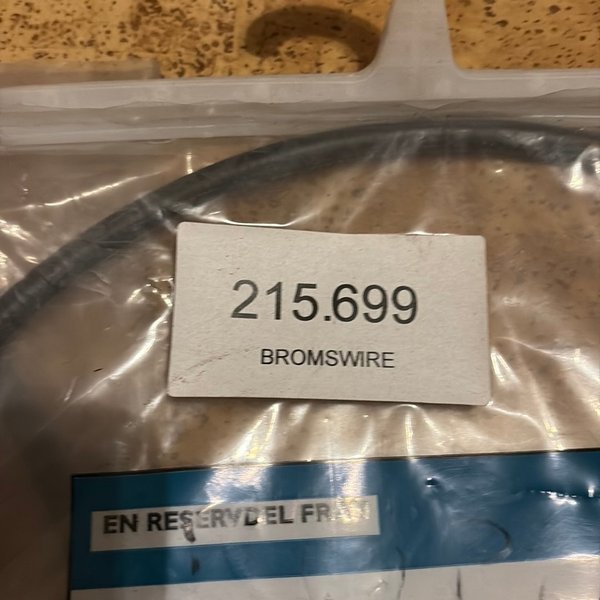 215.699
BROMSWIRE
EN RESERVDEL FRÅN